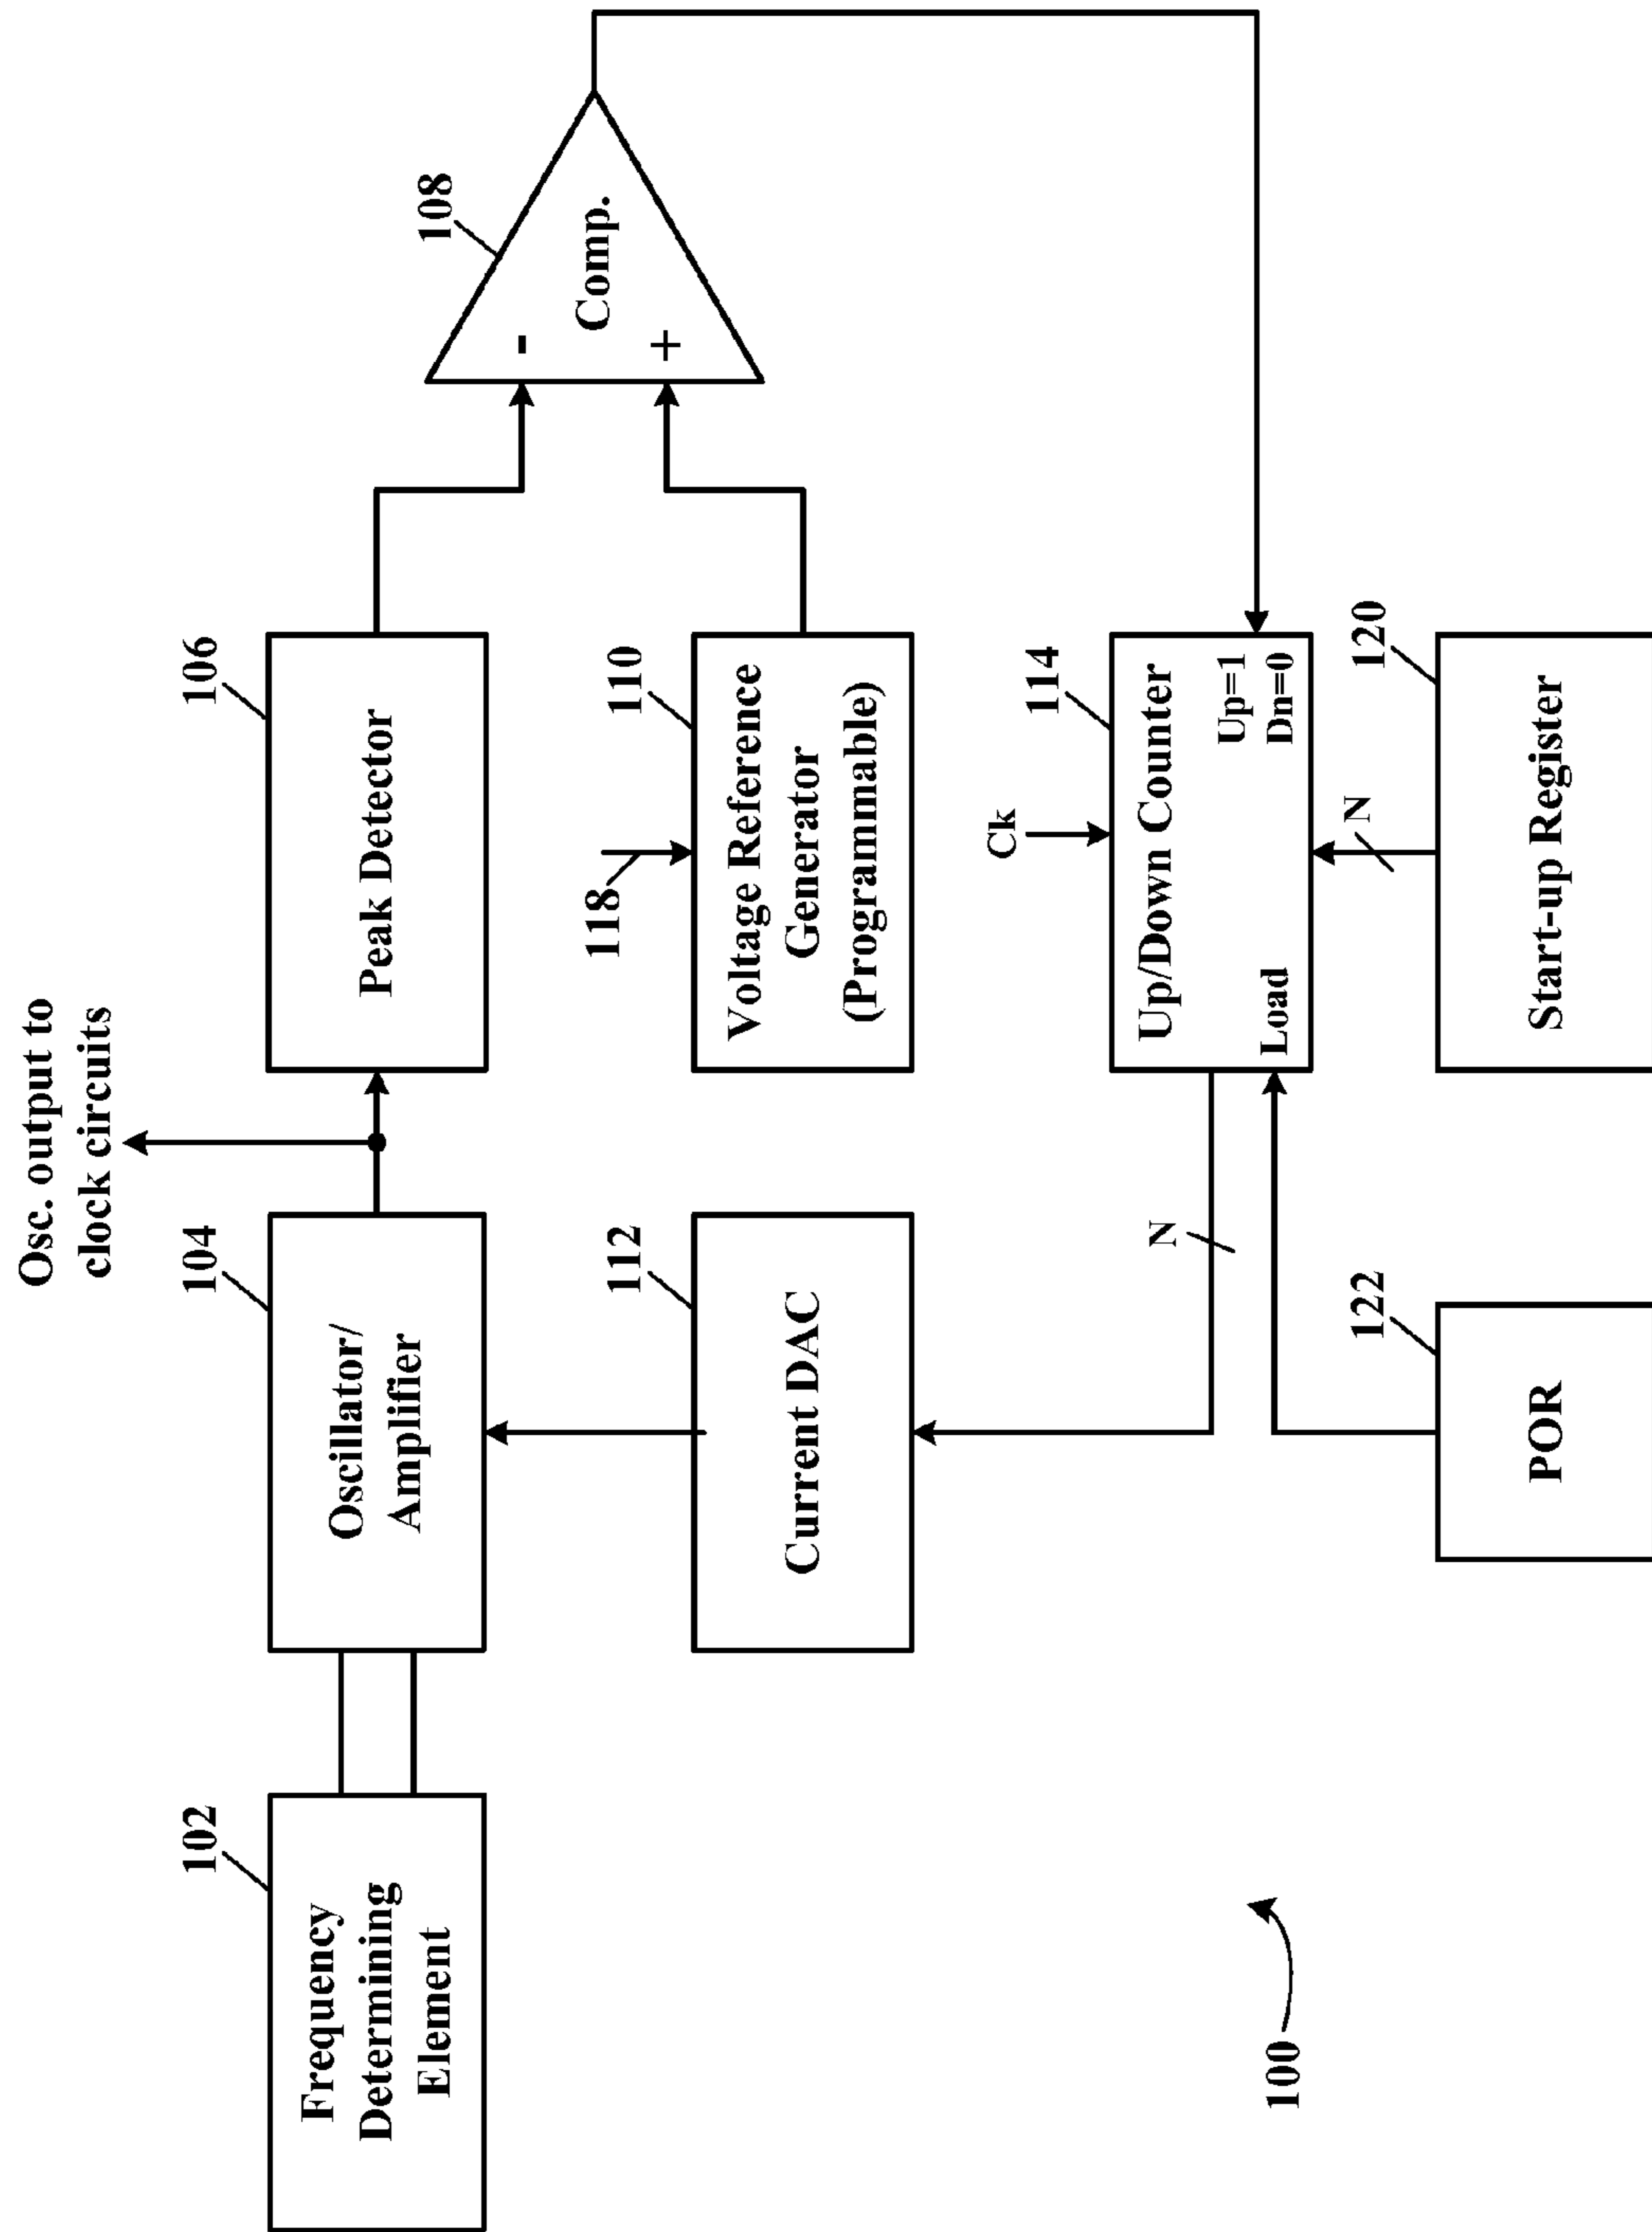 Osc. output to
clock circuits
102
Frequency
Determining
Element
104
Oscillator/
Amplifier
106
Peak Detector
108
-
+
Comp.
112
Current DAC
118
110
Voltage Reference
Generator
(Programmable)
Ck
114
Up/Down Counter
Load
Up=1
Dn=0
N
N
122
POR
120
Start-up Register
100